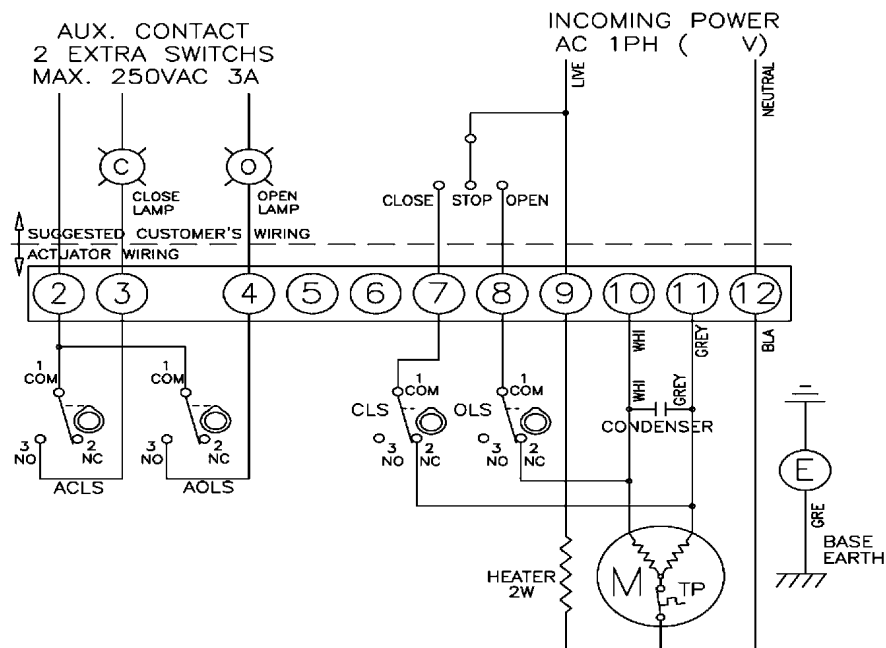 AUX. CONTACT
2 EXTRA SWITCHS
MAX. 250VAC 3A
INCOMING POWER
AC 1PH ( V)
LIVE
NEUTRAL
C
O
CLOSE
LAMP
OPEN
LAMP
CLOSE STOP OPEN
SUGGESTED CUSTOMER'S WIRING
ACTUATOR WIRING
2 3 4 5 6 7 8 9 10 11 12
WHI
GREY
BLA
1
COM
1
COM
1
COM
1
COM
WHI
GREY
CLS
OLS
CONDENSER
3
NO
2
NC
3
NO
2
NC
3
NO
2
NC
3
NO
2
NC
ACLS
AOLS
E
GRE
BASE
EARTH
HEATER
2W
M
TP